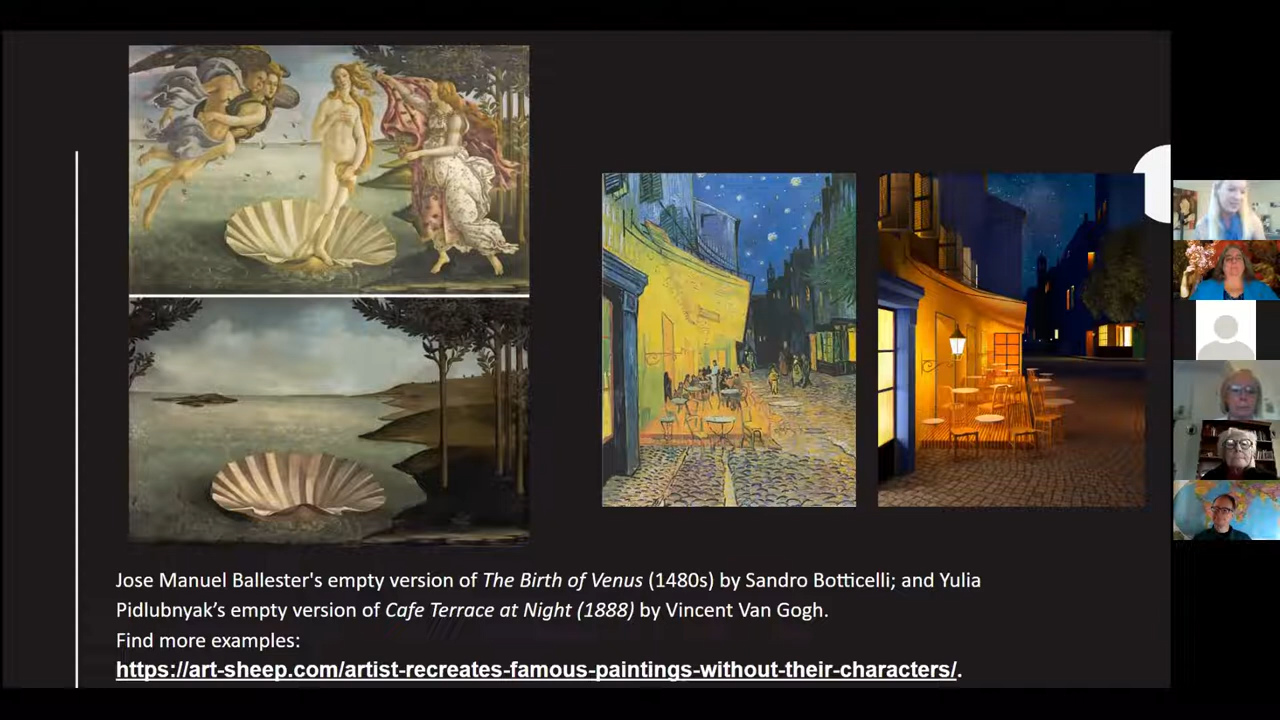 Jose Manuel Ballester's empty version of The Birth of Venus (1480s) by Sandro Botticelli; and Yulia
Pidlubnyak’s empty version of Cafe Terrace at Night (1888) by Vincent Van Gogh.
Find more examples:
https://art-sheep.com/artist-recreates-famous-paintings-without-their-characters/.